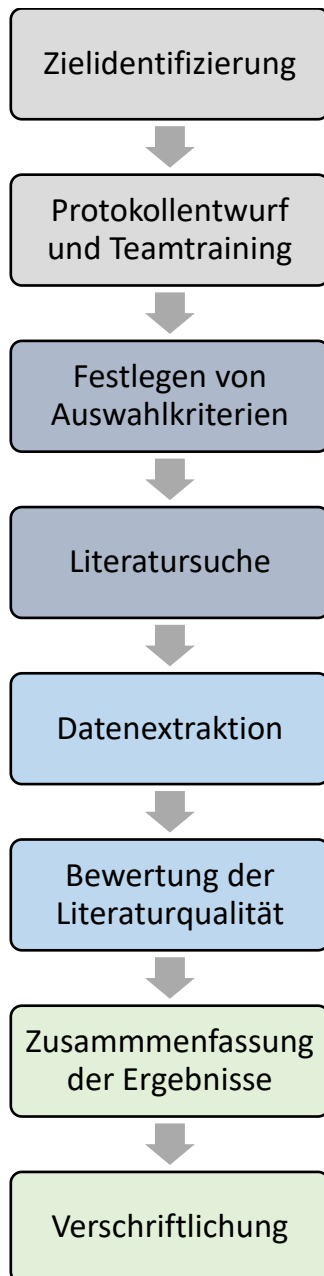 Zielidentifizierung
Protokollentwurf
und Teamtraining
Festlegen von
Auswahlkriterien
Literatursuche
Datenextraktion
Bewertung der
Literaturqualität
Zusammmenfassung
der Ergebnisse
Verschriftlichung